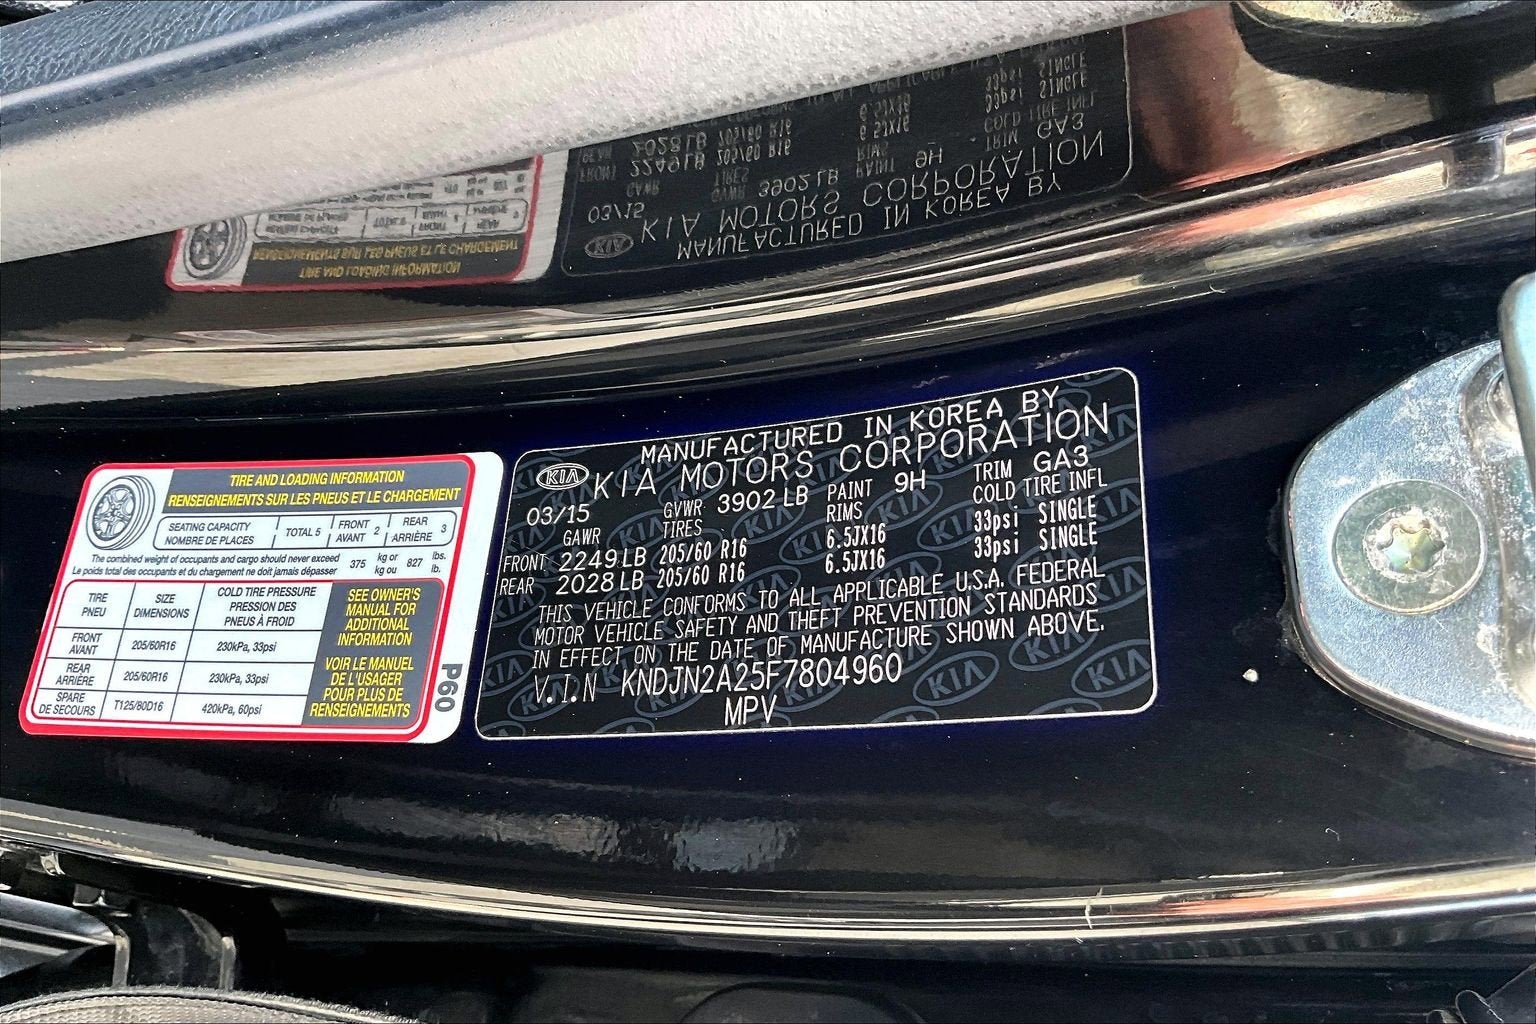 TIRE AND LOADING INFORMATION
RENSEIGNEMENTS SUR LES PNEUS ET LE CHARGEMENT
SEATING CAPACITY
NOMBRE DE PLACES
TOTAL 5
FRONT
AVANT 2
REAR
ARRIÈRE 3
The combined weight of occupants and cargo should never exceed 375 kg or 827 lbs.
Le poids total des occupants et du chargement ne doit jamais dépasser kg ou lb.
TIRE
PNEU
SIZE
DIMENSIONS
COLD TIRE PRESSURE
PRESSION DES
PNEUS À FROID
FRONT
AVANT
205/60R16
230kPa, 33psi
REAR
ARRIÈRE
205/60R16
230kPa, 33psi
SPARE
DE SECOURS
T125/80D16
420kPa, 60psi
SEE OWNER'S
MANUAL FOR
ADDITIONAL
INFORMATION
VOIR LE MANUEL
DE L'USAGER
POUR PLUS DE
RENSEIGNEMENTS
P60
MANUFACTURED IN KOREA BY
KIA KIA MOTORS CORPORATION
03/15 GVWR 3902 LB PAINT 9H TRIM GA3
GAWR TIRES RIMS COLD TIRE INFL
FRONT 2249LB 205/60 R16 6.5JX16 33psi SINGLE
REAR 2028LB 205/60 R16 6.5JX16 33psi SINGLE
THIS VEHICLE CONFORMS TO ALL APPLICABLE U.S.A. FEDERAL
MOTOR VEHICLE SAFETY AND THEFT PREVENTION STANDARDS
IN EFFECT ON THE DATE OF MANUFACTURE SHOWN ABOVE.
V.I.N KNDJN2A25F7804960
MPV